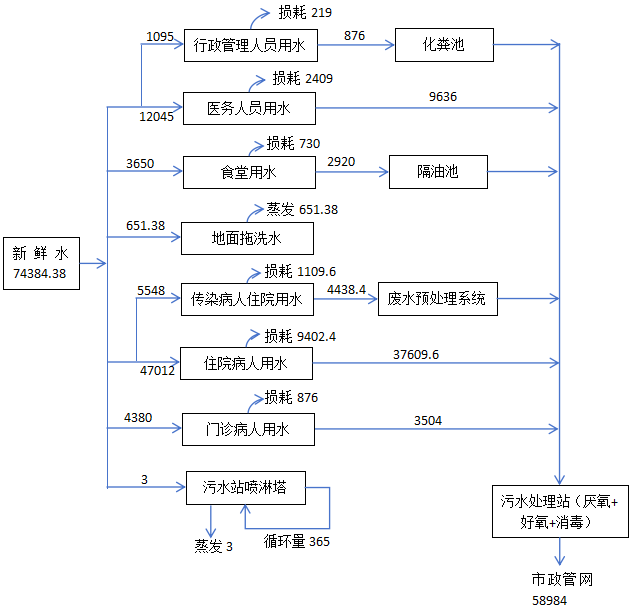 损耗 219
1095
行政管理人员用水
876
化粪池
损耗 2409
12045
医务人员用水
9636
损耗 730
3650
食堂用水
2920
隔油池
蒸发 651.38
651.38
地面拖洗水
新 鲜 水
74384.38
损耗 1109.6
5548
传染病人住院用水
4438.4
废水预处理系统
损耗 9402.4
47012
住院病人用水
37609.6
损耗 876
4380
门诊病人用水
3504
3
污水站喷淋塔
蒸发 3
循环量 365
污水处理站（厌氧+
好氧+消毒）
市政管网
58984